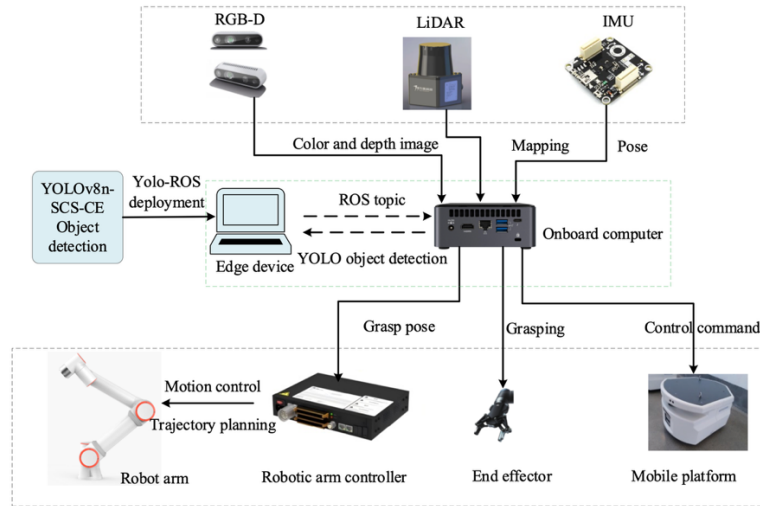 RGB-D
LiDAR
IMU
Color and depth image
Mapping
Pose
YOLOv8n-
SCS-CE
Object
detection
Yolo-ROS
deployment
ROS topic
YOLO object detection
Edge device
Onboard computer
Grasp pose
Grasping
Control command
Motion control
Trajectory planning
Robot arm
Robotic arm controller
End effector
Mobile platform